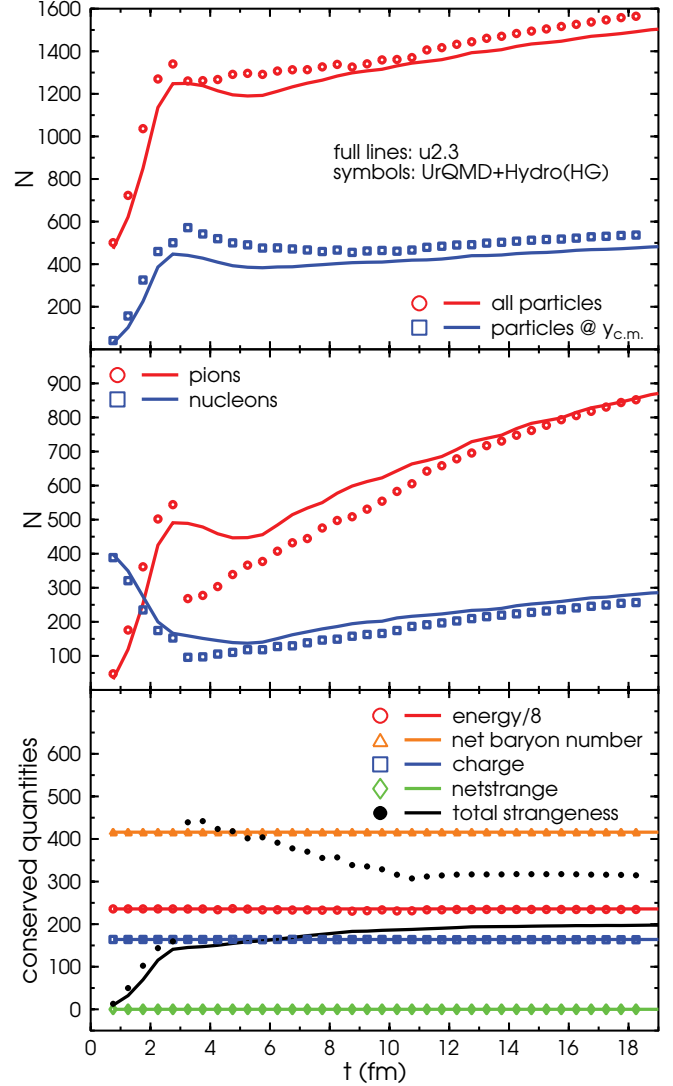 1600
1400
1200
1000
800
600
400
200
N
full lines: u2.3
symbols: UrQMD+Hydro(HG)
all particles
particles @ y_c.m.
900
800
700
600
500
400
300
200
100
N
pions
nucleons
600
500
400
300
200
100
0
conserved quantities
energy/8
net baryon number
charge
netstrange
total strangeness
0 2 4 6 8 10 12 14 16 18
t (fm)